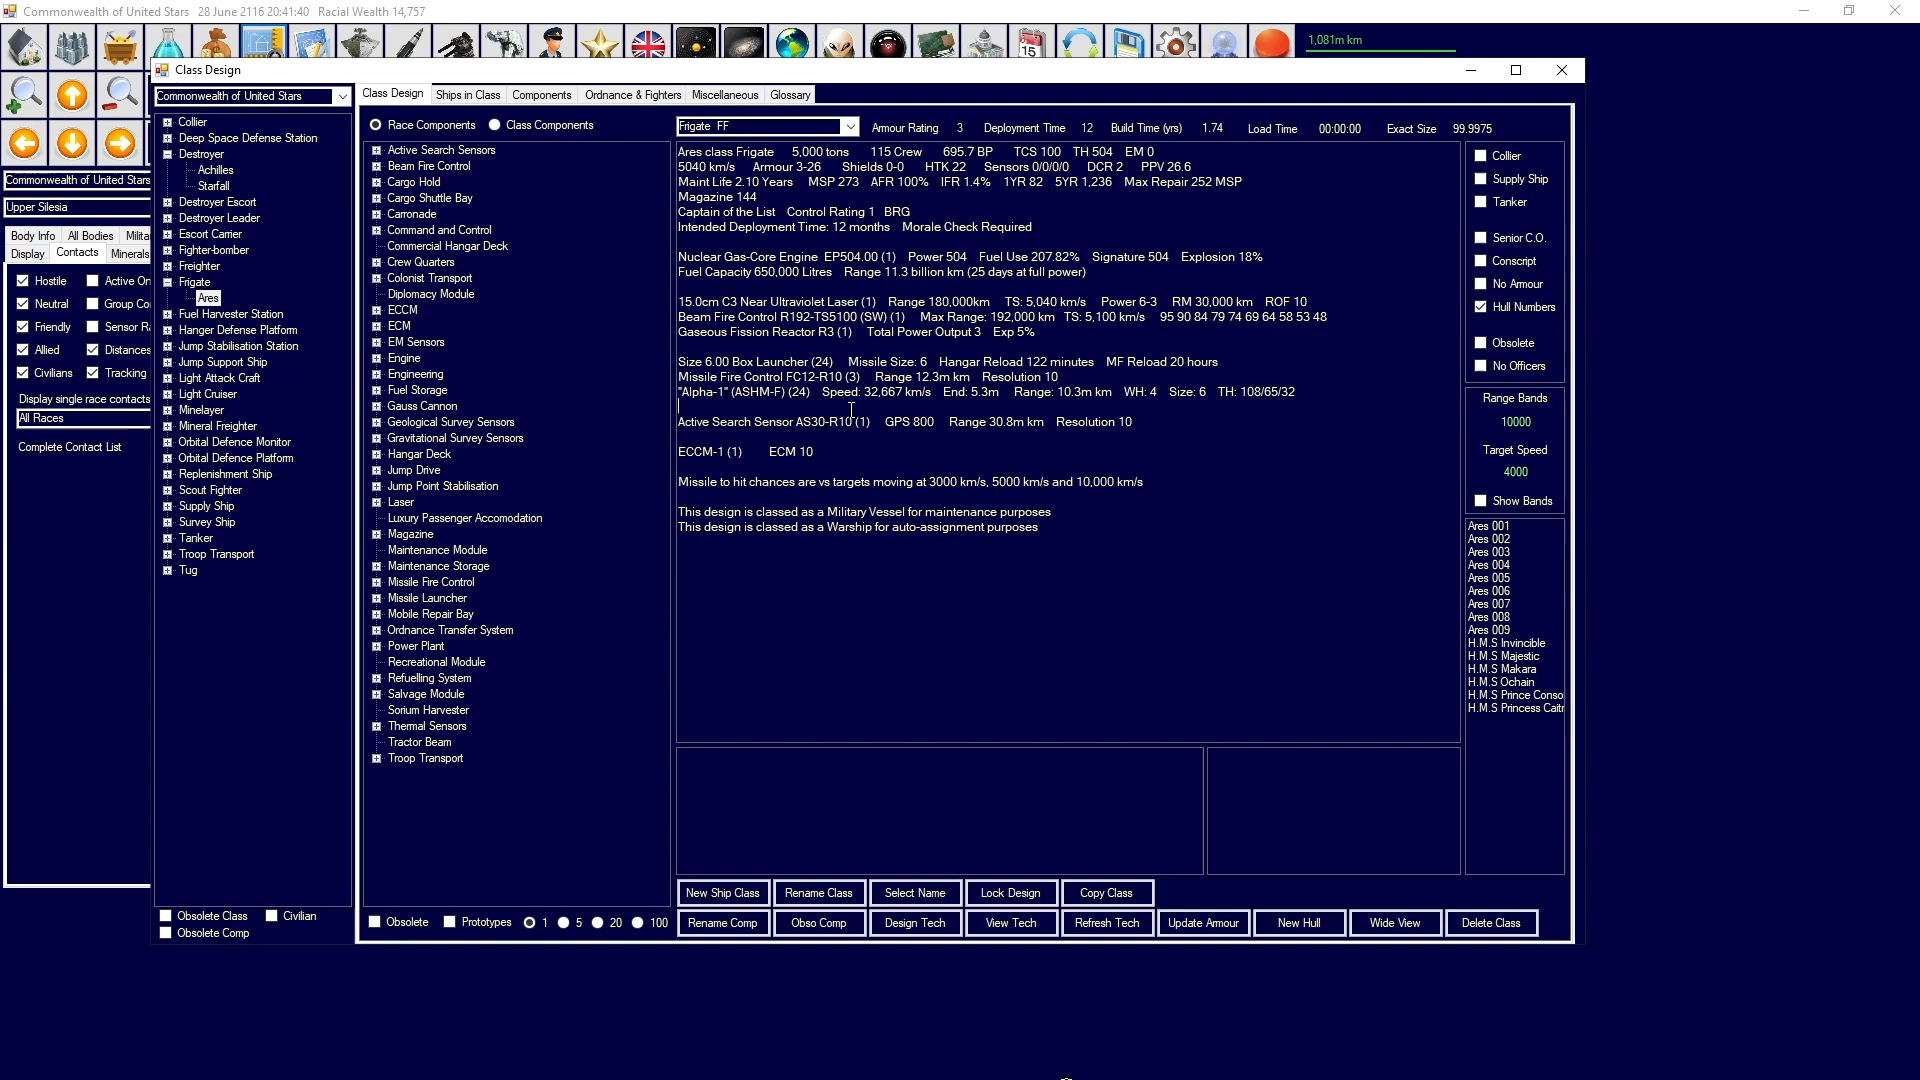 Commonwealth of United Stars   28 June 2116 20:41:40   Racial Wealth 14,757
15
1,081m km
Class Design
Commonwealth of United Stars
Upper Silesia
Body Info   All Bodies
Display   Contacts   Minerals
Hostile
Neutral   Group
Friendly   Sensor
Allied   Distances
Civilians   Tracking
Display single race contacts
All Races
Complete Contact List
Commonwealth of United Stars
Collier
Deep Space Defense Station
Destroyer
Achilles
Starfall
Destroyer Escort
Destroyer Leader
Escort Carrier
Fighter-bomber
Freighter
Frigate
Ares
Fuel Harvester Station
Hanger Defense Platform
Jump Stabilisation Station
Jump Support Ship
Light Attack Craft
Light Cruiser
Minelayer
Mineral Freighter
Orbital Defence Monitor
Orbital Defence Platform
Replenishment Ship
Scout Fighter
Supply Ship
Survey Ship
Tanker
Troop Transport
Tug
Obsolete Class   Civilian
Obsolete Comp
Class Design   Ships in Class   Components   Ordnance & Fighters   Miscellaneous   Glossary
Race Components   Class Components
Active Search Sensors
Beam Fire Control
Cargo Hold
Cargo Shuttle Bay
Carronade
Command and Control
Commercial Hangar Deck
Crew Quarters
Colonist Transport
Diplomacy Module
ECCM
ECM
EM Sensors
Engine
Engineering
Fuel Storage
Gauss Cannon
Geological Survey Sensors
Gravitational Survey Sensors
Hangar Deck
Jump Drive
Jump Point Stabilisation
Laser
Luxury Passenger Accomodation
Magazine
Maintenance Module
Maintenance Storage
Missile Fire Control
Missile Launcher
Mobile Repair Bay
Ordnance Transfer System
Power Plant
Recreational Module
Refuelling System
Salvage Module
Sorium Harvester
Thermal Sensors
Tractor Beam
Troop Transport
Obsolete   Prototypes   1   5   20   100
Frigate  FF   Armour Rating   3   Deployment Time   12   Build Time (yrs)   1.74   Load Time   00:00:00   Exact Size   99.9975
Ares class Frigate   5,000 tons   115 Crew   695.7 BP   TCS 100   TH 504   EM 0
5040 km/s   Armour 3-26   Shields 0-0   HTK 22   Sensors 0/0/0/0   DCR 2   PPV 26.6
Maint Life 2.10 Years   MSP 273   AFR 100%   IFR 1.4%   1YR 82   5YR 1,236   Max Repair 252 MSP
Magazine 144
Captain of the List   Control Rating 1   BRG
Intended Deployment Time: 12 months   Morale Check Required
Nuclear Gas-Core Engine  EP504.00 (1)   Power 504   Fuel Use 207.82%   Signature 504   Explosion 18%
Fuel Capacity 650,000 Litres   Range 11.3 billion km (25 days at full power)
15.0cm C3 Near Ultraviolet Laser (1)   Range 180,000km   TS: 5,040 km/s   Power 6-3   RM 30,000 km   ROF 10
Beam Fire Control R192-TS5100 (SW) (1)   Max Range: 192,000 km   TS: 5,100 km/s   95 90 84 79 74 69 64 58 53 48
Gaseous Fission Reactor R3 (1)   Total Power Output 3   Exp 5%
Size 6.00 Box Launcher (24)   Missile Size: 6   Hangar Reload 122 minutes   MF Reload 20 hours
Missile Fire Control FC12-R10 (3)   Range 12.3m km   Resolution 10
"Alpha-1" (ASHM-F) (24)   Speed: 32,667 km/s   End: 5.3m   Range: 10.3m km   WH: 4   Size: 6   TH: 108/65/32
Active Search Sensor AS30-R10 (1)   GPS 800   Range 30.8m km   Resolution 10
ECCM-1 (1)   ECM 10
Missile to hit chances are vs targets moving at 3000 km/s, 5000 km/s and 10,000 km/s
This design is classed as a Military Vessel for maintenance purposes
This design is classed as a Warship for auto-assignment purposes
Collier
Supply Ship
Tanker
Senior C.O.
Conscript
No Armour
Hull Numbers
Obsolete
No Officers
Range Bands
10000
Target Speed
4000
Show Bands
Ares 001
Ares 002
Ares 003
Ares 004
Ares 005
Ares 006
Ares 007
Ares 008
Ares 009
H.M.S Invincible
H.M.S Majestic
H.M.S Makara
H.M.S Ochain
H.M.S Prince Conso
H.M.S Princess Caitr
New Ship Class   Rename Class   Select Name   Lock Design   Copy Class
Rename Comp   Obso Comp   Design Tech   View Tech   Refresh Tech   Update Armour   New Hull   Wide View   Delete Class